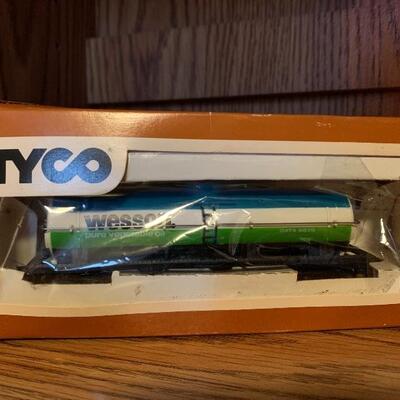 TYCO
Wesson
pure vegetable oil